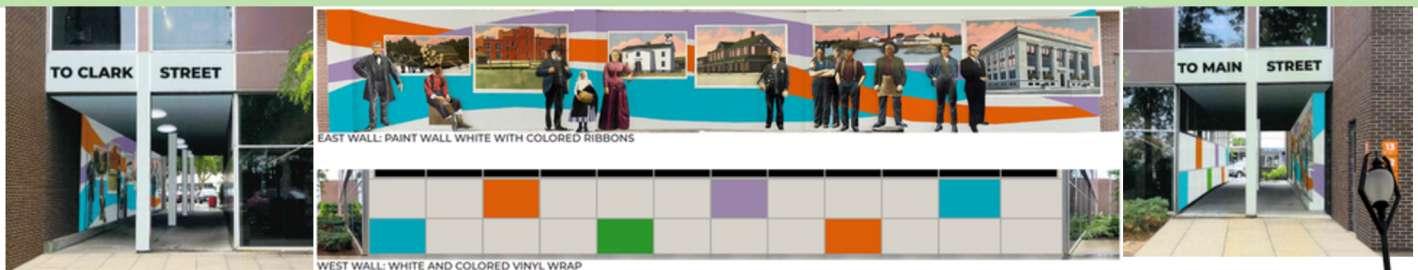 TO CLARK STREET
EAST WALL: PAINT WALL WHITE WITH COLORED RIBBONS
WEST WALL: WHITE AND COLORED VINYL WRAP
TO MAIN STREET
13